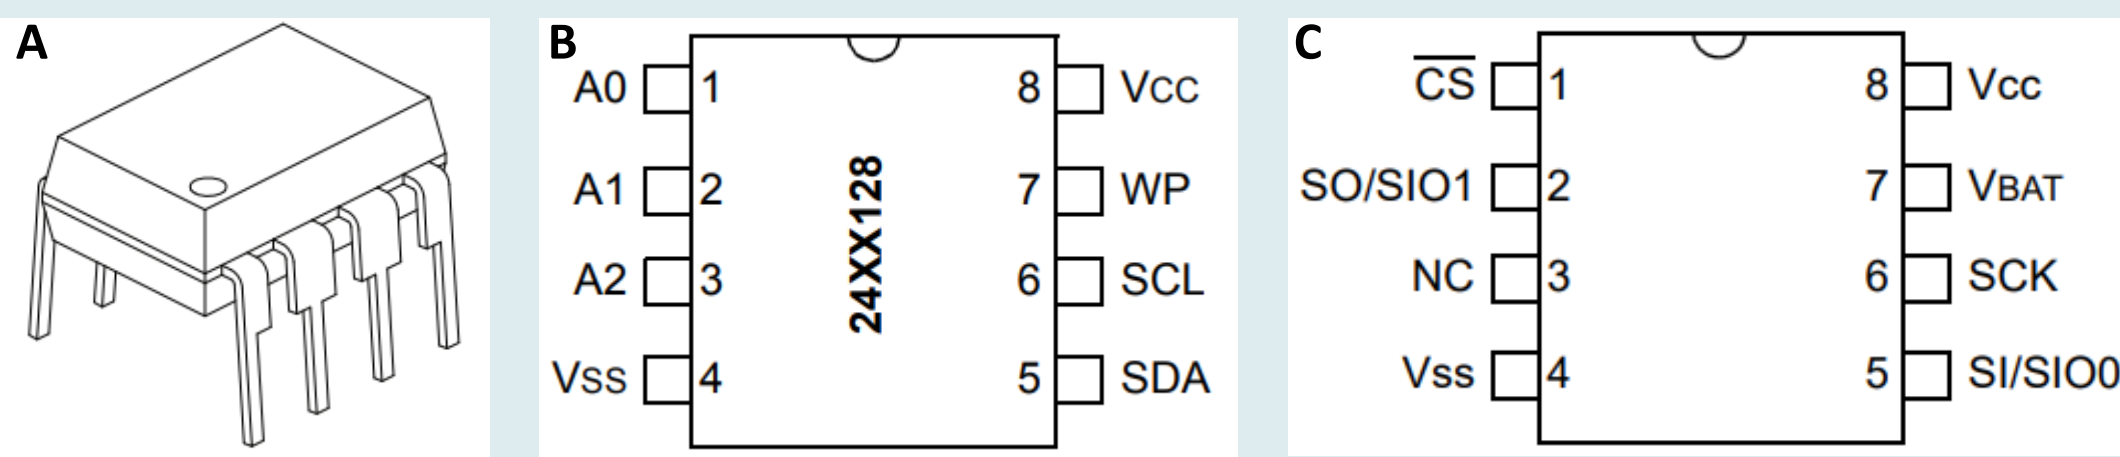 A
B
A0 1 8 VCC
A1 2 7 WP
A2 3 6 SCL
VSS 4 5 SDA
24XX128
C
CS 1 8 Vcc
SO/SIO1 2 7 VBAT
NC 3 6 SCK
Vss 4 5 SI/SIO0